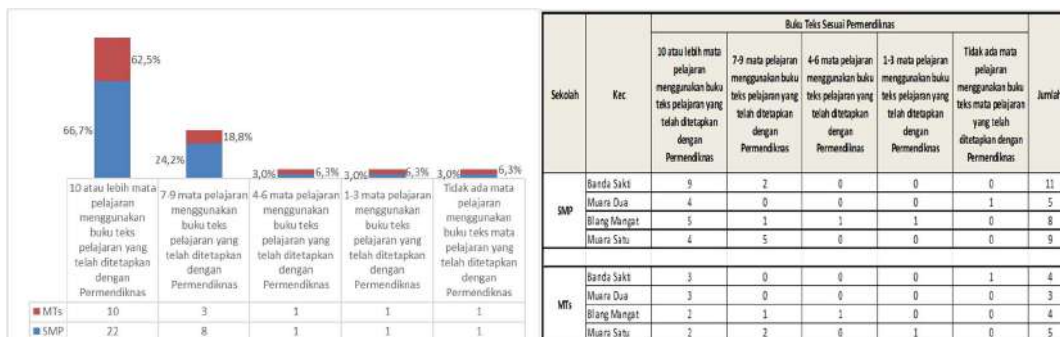 62,5%
66,7%
18,8%
24,2%
3,0% 6,3% 3,0% 6,3% 3,0% 6,3%
10 atau lebih mata pelajaran menggunakan buku teks pelajaran yang telah ditetapkan dengan Permendiknas
7-9 mata pelajaran menggunakan buku teks pelajaran yang telah ditetapkan dengan Permendiknas
4-6 mata pelajaran menggunakan buku teks pelajaran yang telah ditetapkan dengan Permendiknas
1-3 mata pelajaran menggunakan buku teks pelajaran yang telah ditetapkan dengan Permendiknas
Tidak ada mata pelajaran menggunakan buku teks mata pelajaran yang telah ditetapkan dengan Permendiknas
MTs 10 3 1 1 1
SMP 22 8 1 1 1
Buku Teks Sesuai Permendiknas
Sekolah
Kec
10 atau lebih mata pelajaran menggunakan buku teks pelajaran yang telah ditetapkan dengan Permendiknas
7-9 mata pelajaran menggunakan buku teks pelajaran yang telah ditetapkan dengan Permendiknas
4-6 mata pelajaran menggunakan buku teks pelajaran yang telah ditetapkan dengan Permendiknas
1-3 mata pelajaran menggunakan buku teks pelajaran yang telah ditetapkan dengan Permendiknas
Tidak ada mata pelajaran menggunakan buku teks mata pelajaran yang telah ditetapkan dengan Permendiknas
Jumlah
SMP
Banda Sakti 9 2 0 0 0 11
Muara Dua 4 0 0 0 1 5
Blang Mangat 5 1 1 1 0 8
Muara Satu 4 5 0 0 0 9
MTs
Banda Sakti 3 0 0 0 1 4
Muara Dua 3 0 0 0 0 3
Blang Mangat 2 1 1 0 0 4
Muara Satu 2 2 0 1 0 5